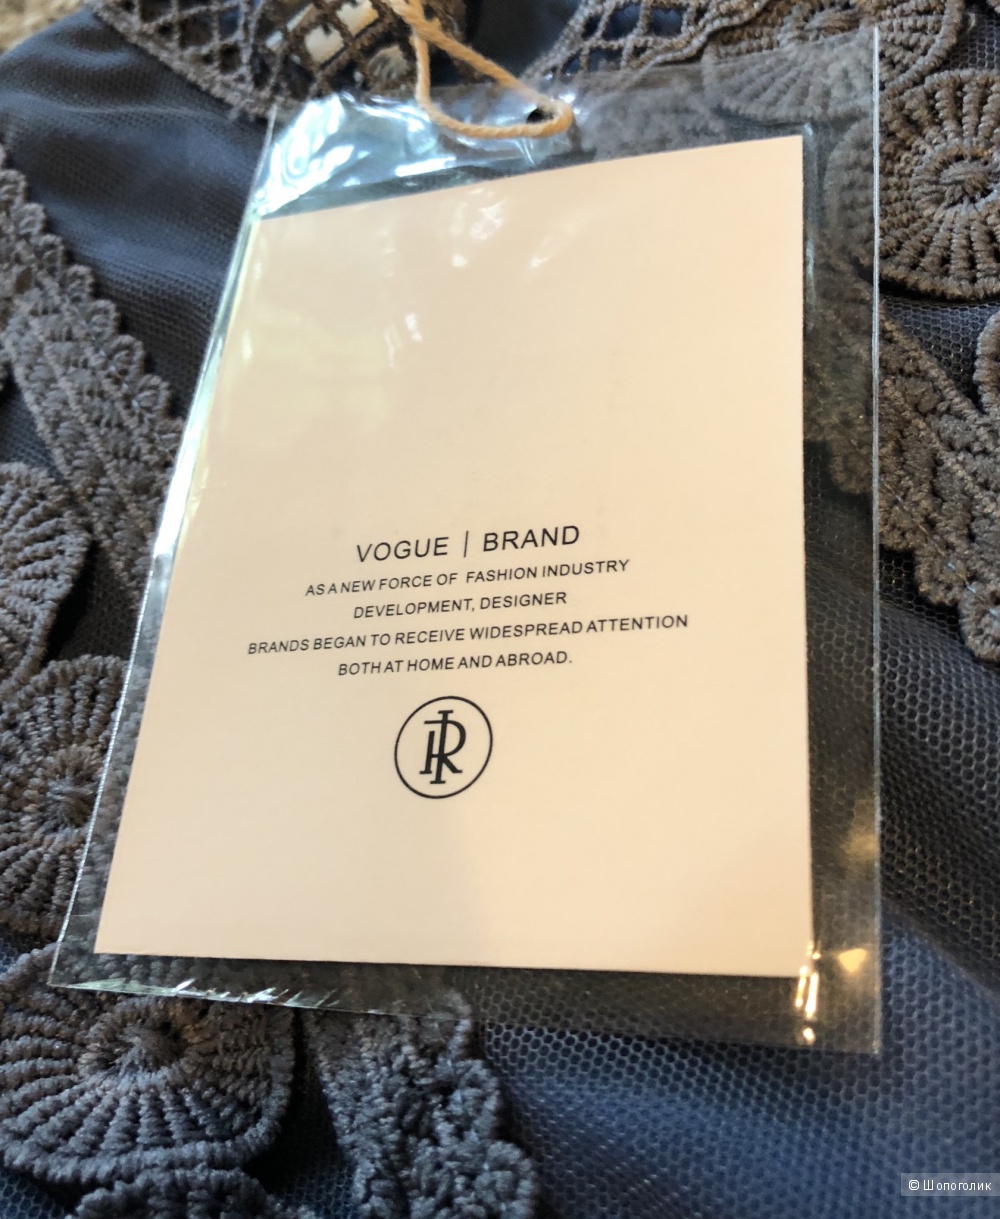 VOGUE | BRAND
AS A NEW FORCE OF FASHION INDUSTRY
DEVELOPMENT, DESIGNER
BRANDS BEGAN TO RECEIVE WIDESPREAD ATTENTION
BOTH AT HOME AND ABROAD.
© Шопоголик